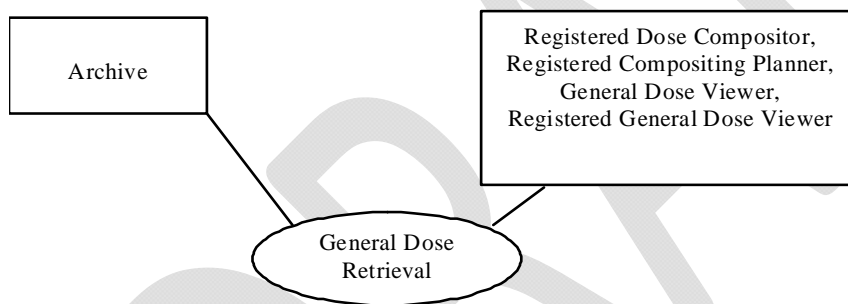 Archive
Registered Dose Compositor,
Registered Compositing Planner,
General Dose Viewer,
Registered General Dose Viewer
General Dose
Retrieval